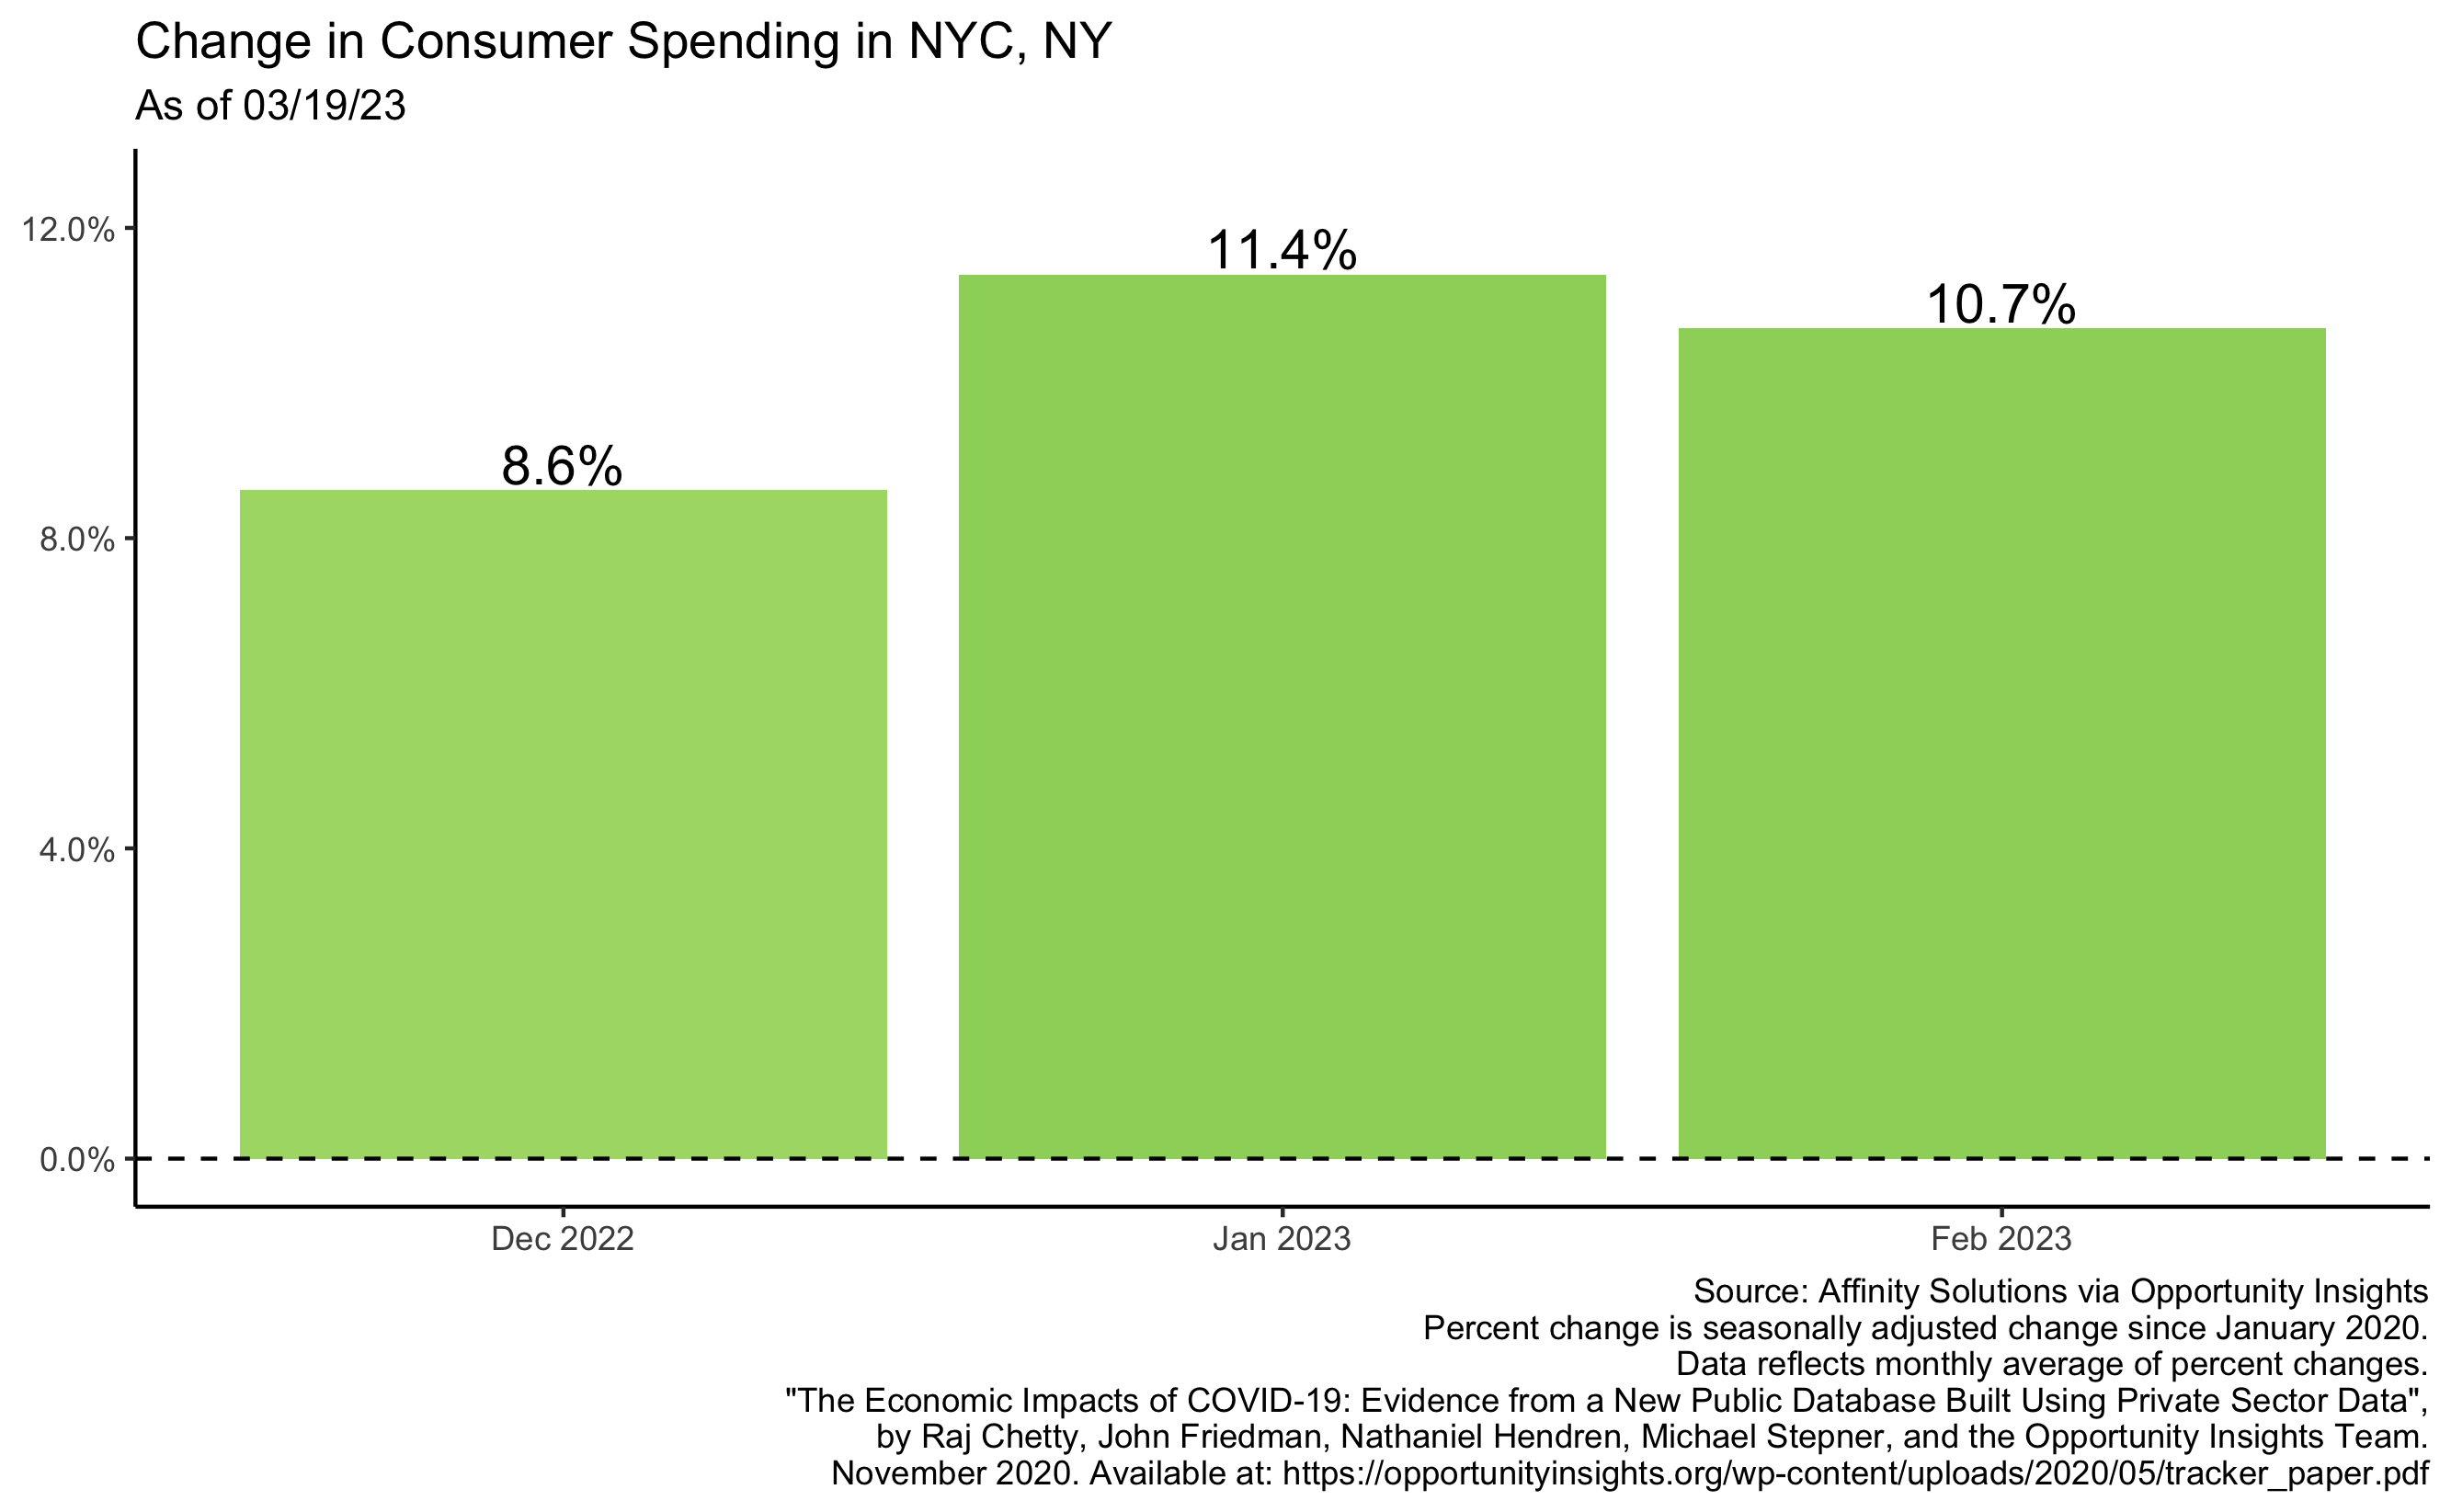 Change in Consumer Spending in NYC, NY
As of 03/19/23
12.0%
8.0%
4.0%
0.0%
8.6%
11.4%
10.7%
Dec 2022
Jan 2023
Feb 2023
Source: Affinity Solutions via Opportunity Insights
Percent change is seasonally adjusted change since January 2020.
Data reflects monthly average of percent changes.
"The Economic Impacts of COVID-19: Evidence from a New Public Database Built Using Private Sector Data",
by Raj Chetty, John Friedman, Nathaniel Hendren, Michael Stepner, and the Opportunity Insights Team.
November 2020. Available at: https://opportunityinsights.org/wp-content/uploads/2020/05/tracker_paper.pdf